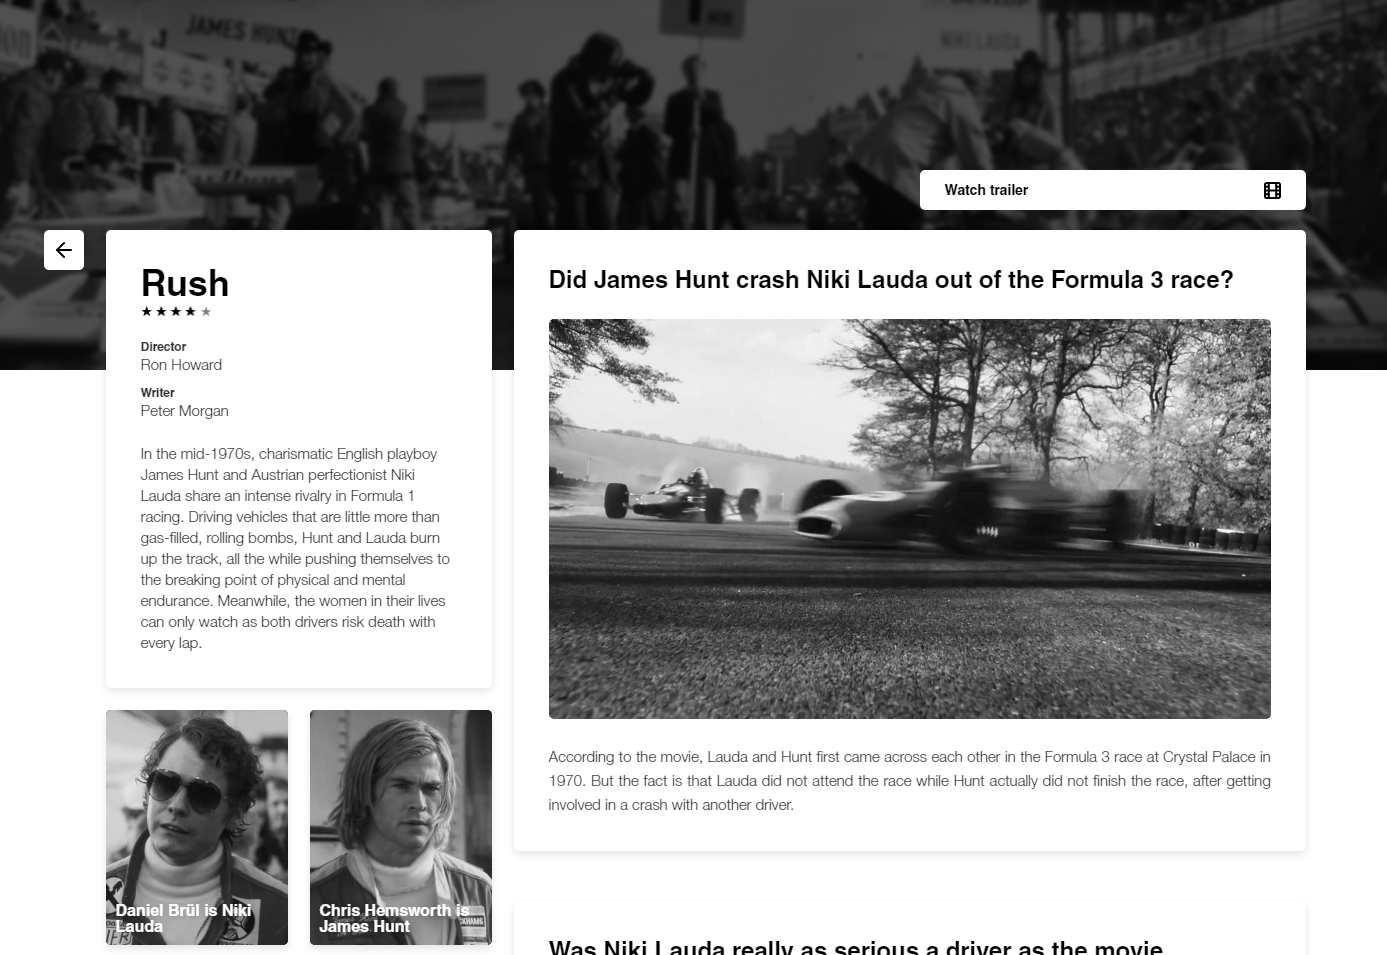 JAMES HUNT
NIKI LAUDA
Watch trailer
Rush
Director
Ron Howard
Writer
Peter Morgan
In the mid-1970s, charismatic English playboy
James Hunt and Austrian perfectionist Niki
Lauda share an intense rivalry in Formula 1
racing. Driving vehicles that are little more than
gas-filled, rolling bombs, Hunt and Lauda burn
up the track, all the while pushing themselves to
the breaking point of physical and mental
endurance. Meanwhile, the women in their lives
can only watch as both drivers risk death with
every lap.
Daniel Brül is Niki
Lauda
Chris Hemsworth is
James Hunt
Did James Hunt crash Niki Lauda out of the Formula 3 race?
According to the movie, Lauda and Hunt first came across each other in the Formula 3 race at Crystal Palace in
1970. But the fact is that Lauda did not attend the race while Hunt actually did not finish the race, after getting
involved in a crash with another driver.
Was Niki Lauda really as serious a driver as the movie